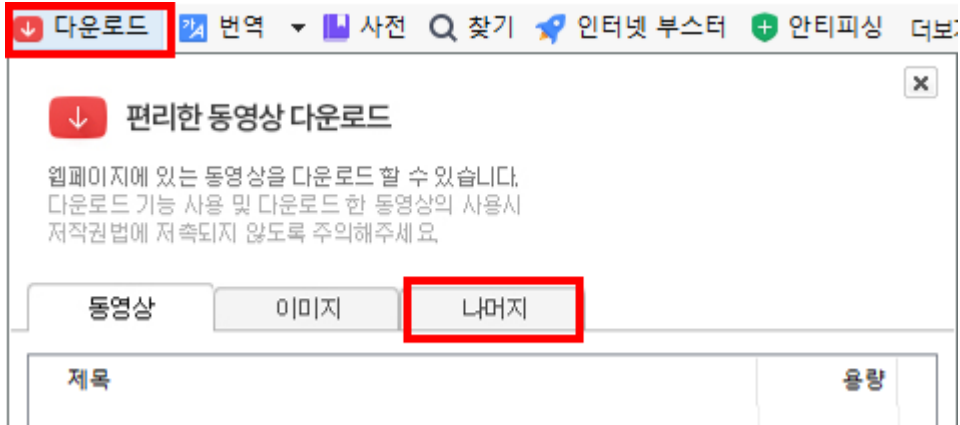 다운로드 번역 사전 찾기 인터넷 부스터 안티피싱 더보
편리한 동영상 다운로드
웹페이지에 있는 동영상을 다운로드 할 수 있습니다.
다운로드 기능 사용 및 다운로드 한 동영상의 사용시
저작권법에 저촉되지 않도록 주의해주세요.
동영상 이미지 나머지
제목 용량